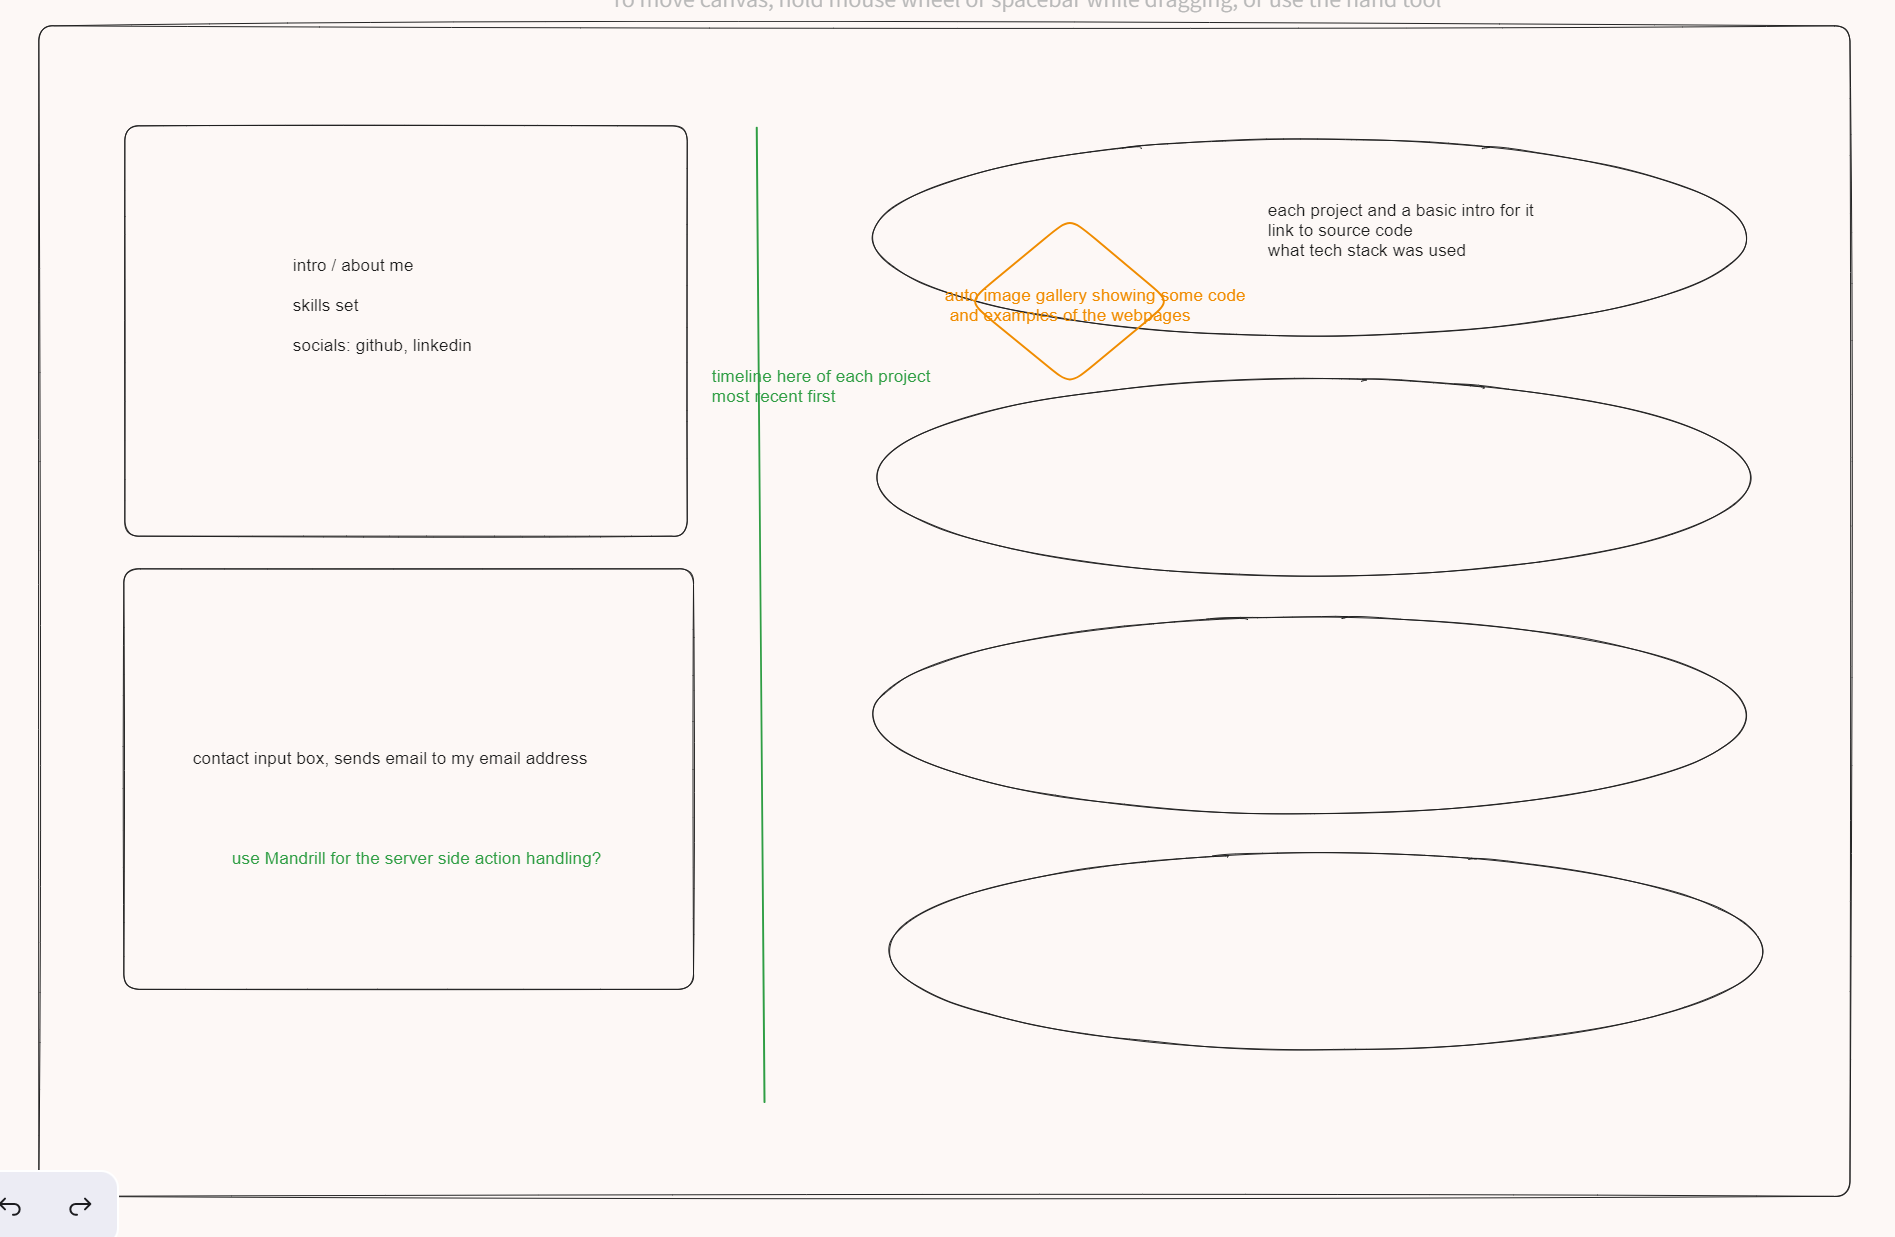 To move canvas, hold mouse wheel or spacebar while dragging, or use the hand tool
intro / about me
skills set
socials: github, linkedin
each project and a basic intro for it
link to source code
what tech stack was used
auto image gallery showing some code
and examples of the webpages
timeline here of each project
most recent first
contact input box, sends email to my email address
use Mandrill for the server side action handling?